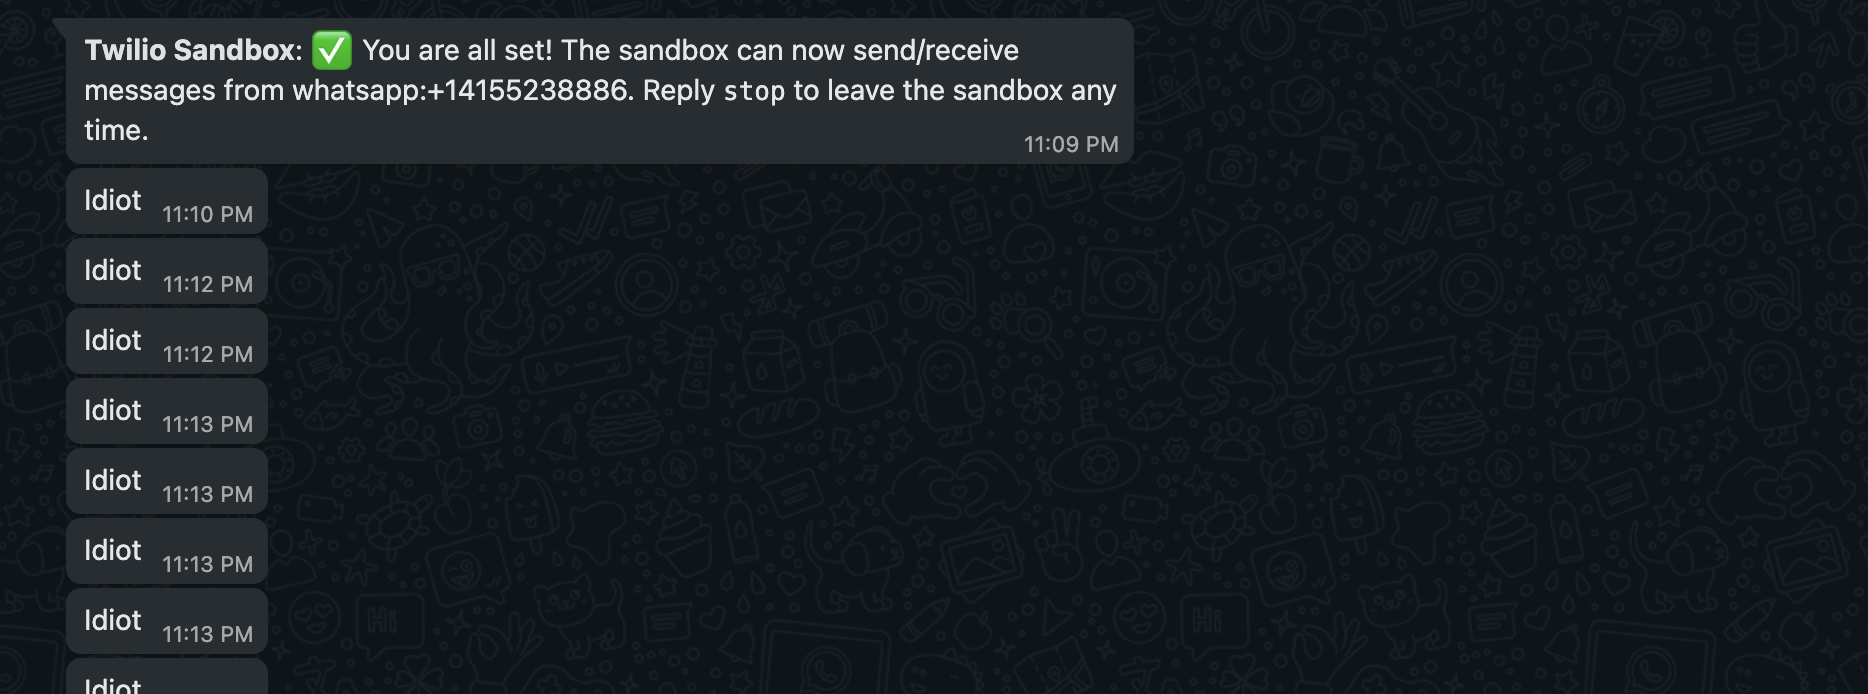 Twilio Sandbox: ✅ You are all set! The sandbox can now send/receive
messages from whatsapp:+14155238886. Reply stop to leave the sandbox any
time.
11:09 PM
Idiot 11:10 PM
Idiot 11:12 PM
Idiot 11:12 PM
Idiot 11:13 PM
Idiot 11:13 PM
Idiot 11:13 PM
Idiot 11:13 PM
Idiot